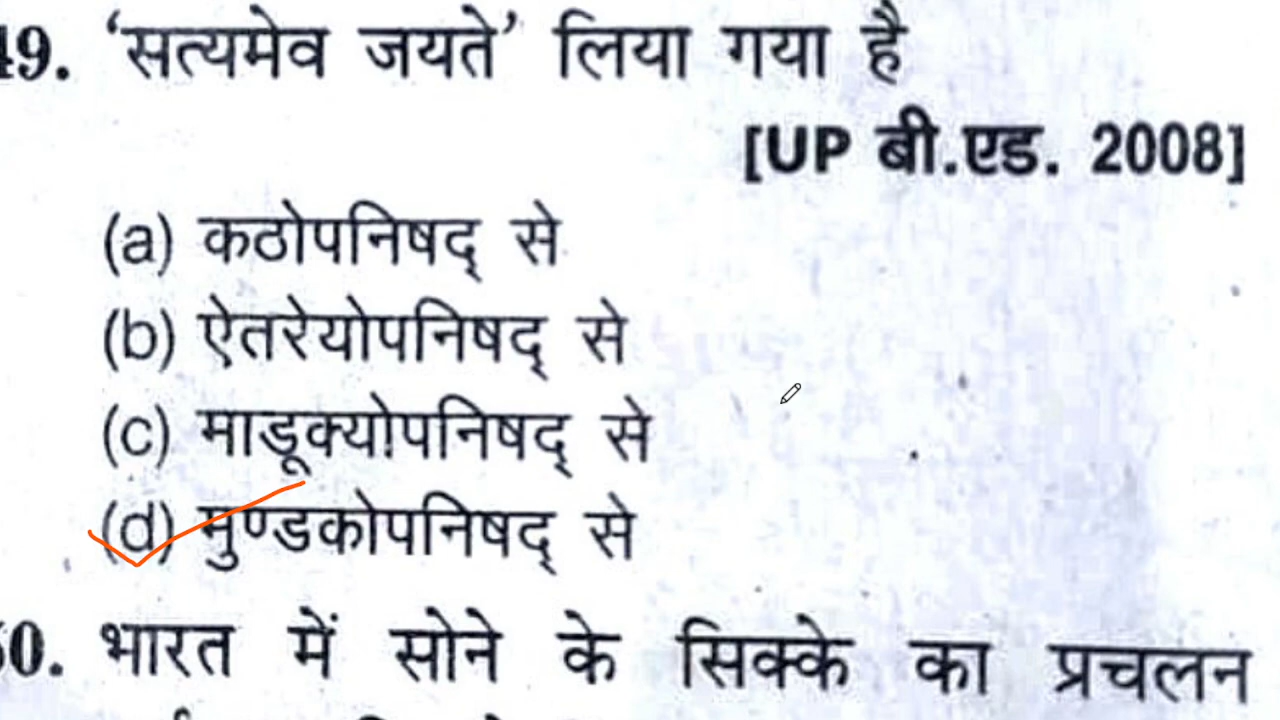 49. ‘सत्यमेव जयते’ लिया गया है
[UP बी.एड. 2008]
(a) कठोपनिषद् से
(b) ऐतरेयोपनिषद् से
(c) माडूक्योपनिषद् से
(d) मुण्डकोपनिषद् से
50. भारत में सोने के सिक्के का प्रचलन